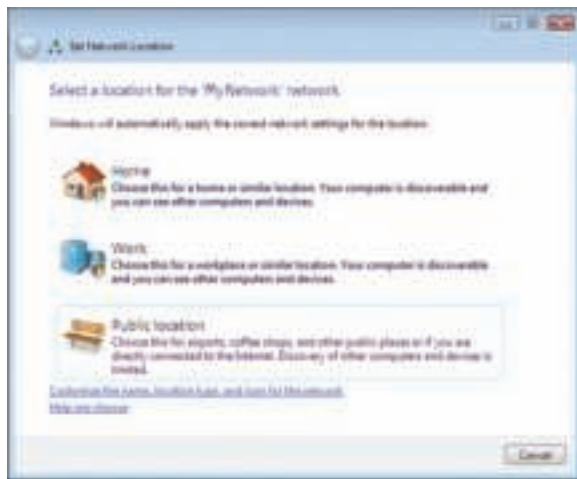 Set Network Location
Select a location for the 'MyNetwork' network
Windows will automatically apply the correct network settings for the location.
Home
Choose this for a home or similar location. Your computer is discoverable and
you can see other computers and devices.
Work
Choose this for a workplace or similar location. Your computer is discoverable
and you can see other computers and devices.
Public location
Choose this for airports, coffee shops, and other public places or if you are
directly connected to the Internet. Discovery of other computers and devices is
limited.
Customize the name, location type, and icon for the network
Help me choose
Cancel